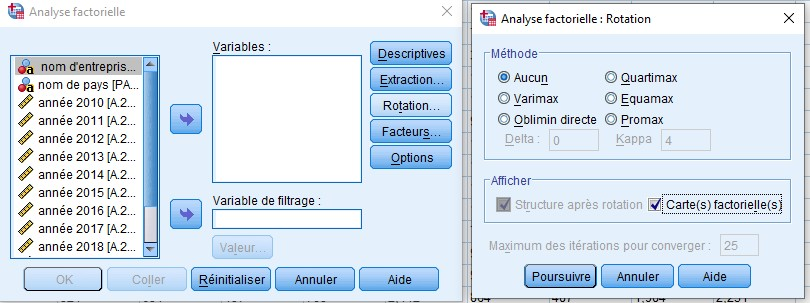 Analyse factorielle
nom d'entrepris...
nom de pays [PA...
année 2010 [A.2...
année 2011 [A.2...
année 2012 [A.2...
année 2013 [A.2...
année 2014 [A.2...
année 2015 [A.2...
année 2016 [A.2...
année 2017 [A.2...
année 2018 [A.2...
Variables :
Variable de filtrage :
Valeur...
Descriptives
Extraction...
Rotation...
Facteurs...
Options
OK
Coller
Réinitialiser
Annuler
Aide
Analyse factorielle : Rotation
Méthode
Aucun
Quartimax
Varimax
Equamax
Oblimin directe
Promax
Delta : 0
Kappa 4
Afficher
Structure après rotation
Carte(s) factorielle(s)
Maximum des itérations pour converger : 25
Poursuivre
Annuler
Aide